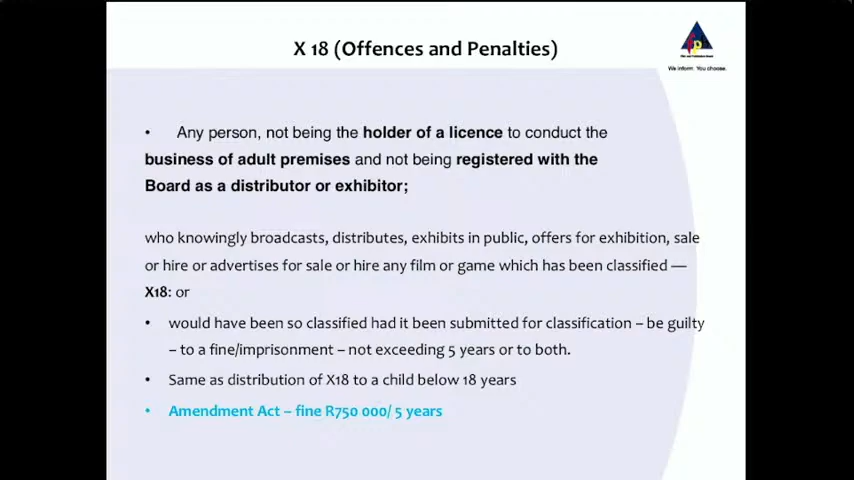 X 18 (Offences and Penalties)
We inform. You choose.
• Any person, not being the holder of a licence to conduct the
business of adult premises and not being registered with the
Board as a distributor or exhibitor;
who knowingly broadcasts, distributes, exhibits in public, offers for exhibition, sale
or hire or advertises for sale or hire any film or game which has been classified —
X18: or
• would have been so classified had it been submitted for classification – be guilty
– to a fine/imprisonment – not exceeding 5 years or to both.
• Same as distribution of X18 to a child below 18 years
• Amendment Act – fine R750 000/ 5 years